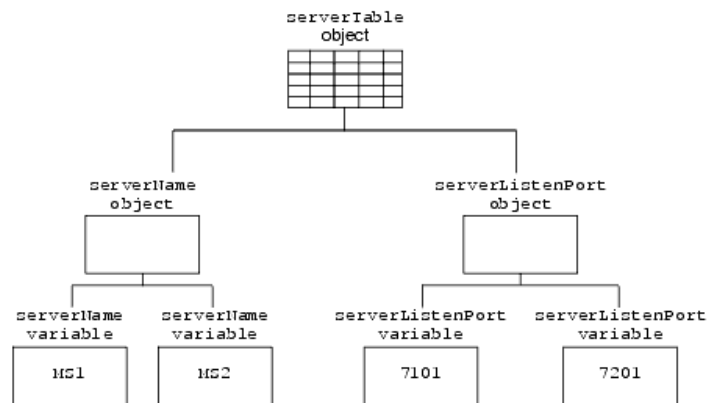 serverTable
object
serverName
object
serverListenPort
object
serverName
variable
serverName
variable
serverListenPort
variable
serverListenPort
variable
MS1
MS2
7101
7201